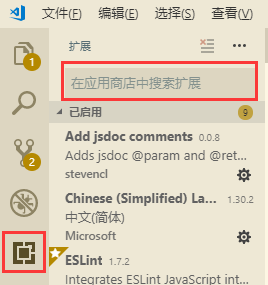 文件(F) 编辑(E) 选择(S) 查看(V)
扩展
1
在应用商店中搜索扩展
已启用 9
Add jsdoc comments 0.0.8
Adds jsdoc @param and @ret...
stevencl
2
Chinese (Simplified) La... 1.30.2
中文(简体)
Microsoft
ESLint 1.7.2
Integrates ESLint JavaScript int...